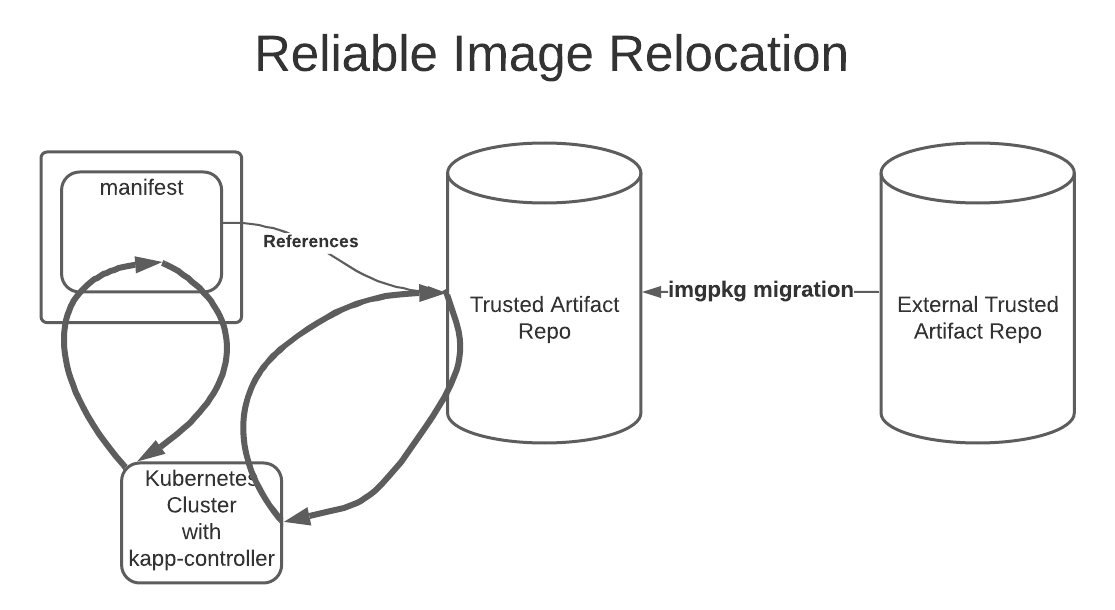 Reliable Image Relocation
manifest
References
Trusted Artifact
Repo
imgpkg migration
External Trusted
Artifact Repo
Kubernetes
Cluster
with
kapp-controller